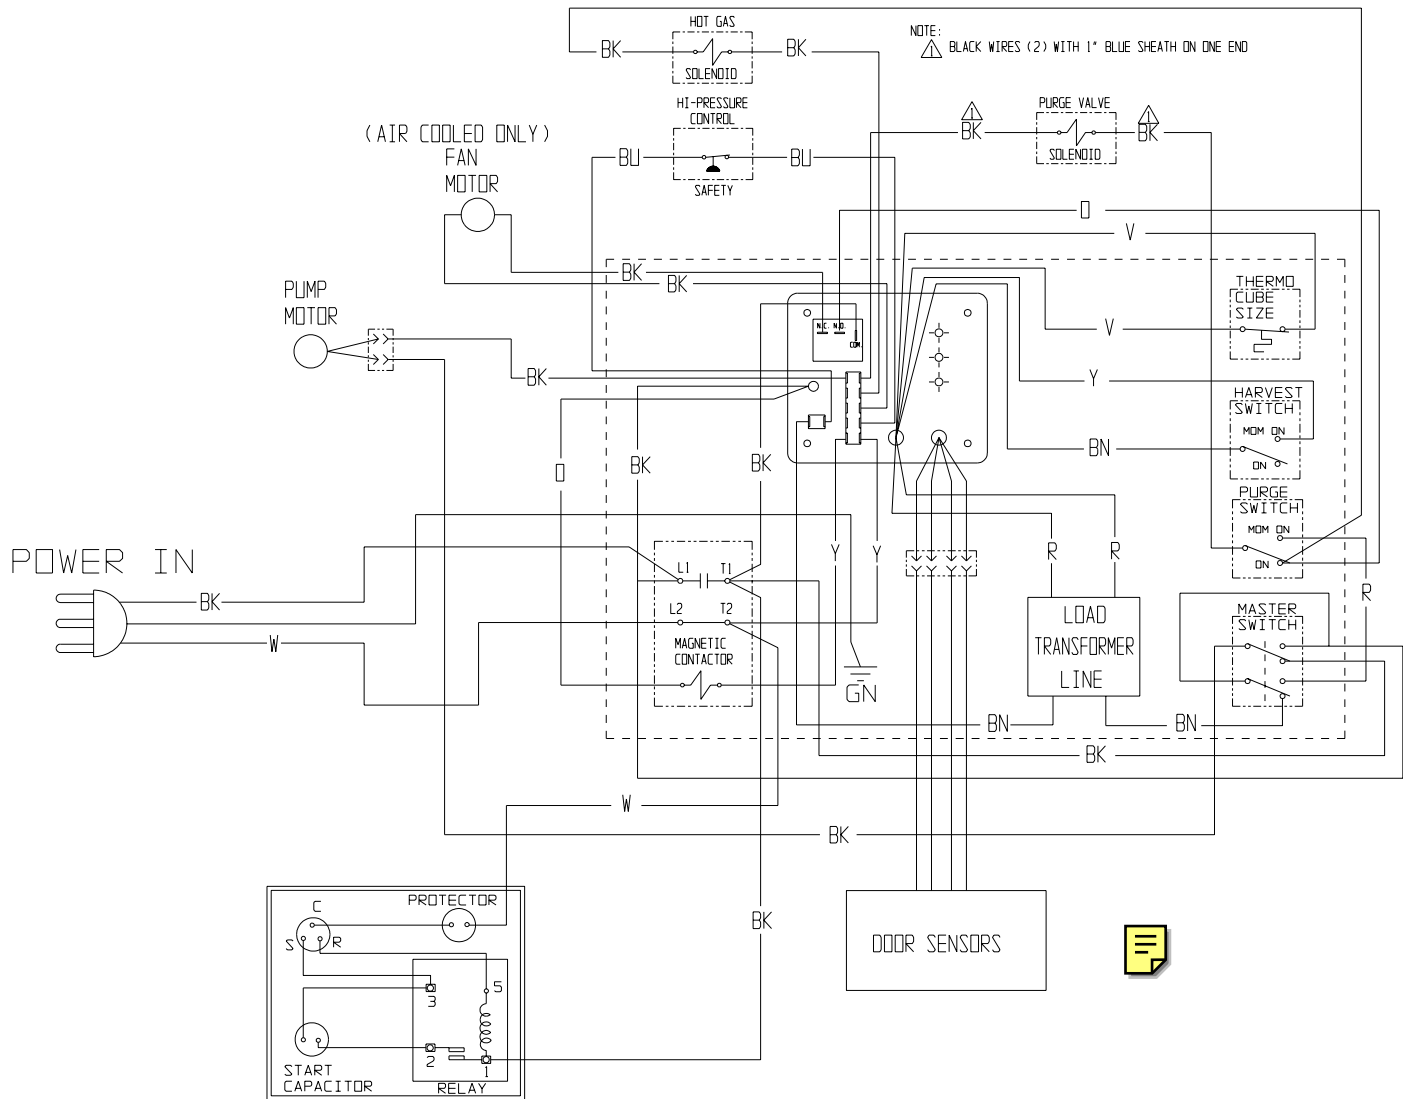 HOT GAS
NOTE:
BK
BK
1 BLACK WIRES (2) WITH 1" BLUE SHEATH ON ONE END
SOLENOID
HI-PRESSURE
CONTROL
PURGE VALVE
1
1
(AIR COOLED ONLY)
FAN
MOTOR
BK
BK
BU
BU
SOLENOID
SAFETY
O
V
BK
BK
PUMP
MOTOR
THERMO
CUBE
SIZE
N.C. N.O.
COM.
V
BK
Y
HARVEST
SWITCH
MOM ON
ON
BN
O
BK
BK
PURGE
SWITCH
MOM ON
ON
POWER IN
Y
Y
R
R
L1
T1
BK
R
L2
T2
LOAD
TRANSFORMER
LINE
MASTER
SWITCH
W
MAGNETIC
CONTACTOR
GN
BN
BN
BK
W
BK
PROTECTOR
C
S
R
BK
DOOR SENSORS
5
3
2
1
START
CAPACITOR
RELAY